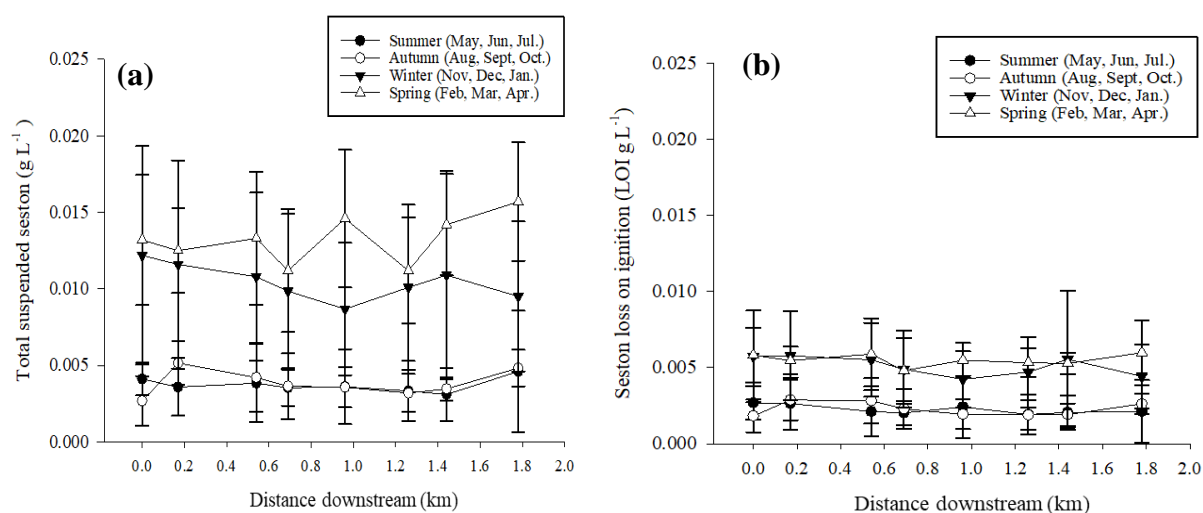 (a)
Summer (May, Jun, Jul.)
Autumn (Aug, Sept, Oct.)
Winter (Nov, Dec, Jan.)
Spring (Feb, Mar, Apr.)
Total suspended seston (g L⁻¹)
0.025
0.020
0.015
0.010
0.005
0.000
0.0 0.2 0.4 0.6 0.8 1.0 1.2 1.4 1.6 1.8 2.0
Distance downstream (km)
(b)
Summer (May, Jun, Jul.)
Autumn (Aug, Sept, Oct.)
Winter (Nov, Dec, Jan.)
Spring (Feb, Mar, Apr.)
Seston loss on ignition (LOI g L⁻¹)
0.025
0.020
0.015
0.010
0.005
0.000
0.0 0.2 0.4 0.6 0.8 1.0 1.2 1.4 1.6 1.8 2.0
Distance downstream (km)